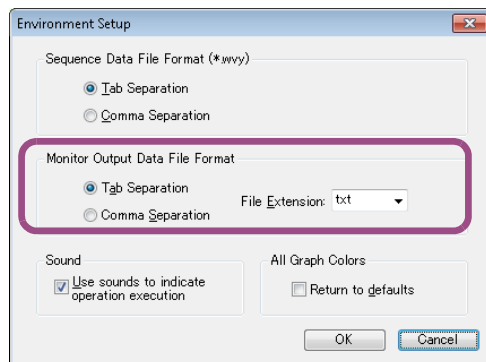 Environment Setup
Sequence Data File Format (*.wvy)
Tab Separation
Comma Separation
Monitor Output Data File Format
Tab Separation
File Extension: txt
Comma Separation
Sound
Use sounds to indicate
operation execution
All Graph Colors
Return to defaults
OK
Cancel